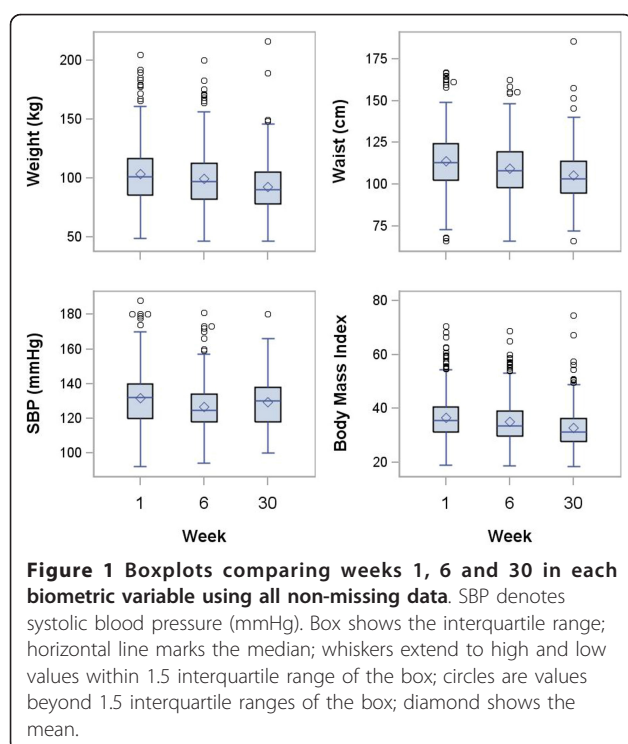 Weight (kg)
200
150
100
50
Waist (cm)
175
150
125
100
75
SBP (mmHg)
180
160
140
120
100
1 6 30
Week
Body Mass Index
80
60
40
20
1 6 30
Week
Figure 1 Boxplots comparing weeks 1, 6 and 30 in each
biometric variable using all non-missing data. SBP denotes
systolic blood pressure (mmHg). Box shows the interquartile range;
horizontal line marks the median; whiskers extend to high and low
values within 1.5 interquartile range of the box; circles are values
beyond 1.5 interquartile ranges of the box; diamond shows the
mean.